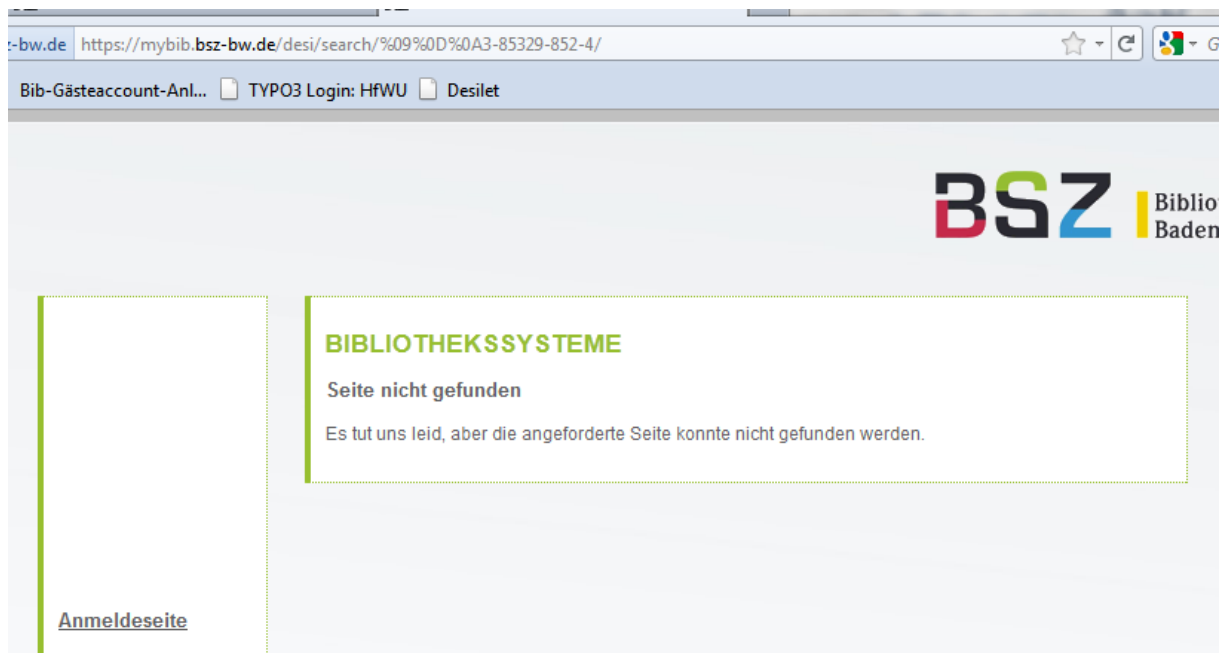 z-bw.de https://mybib.bsz-bw.de/desi/search/%09%0D%0A3-85329-852-4/
Bib-Gästeaccount-Anl... TYPO3 Login: HfWU Desilet
BSZ
Baden
BIBLIOTHEKSSYSTEME
Seite nicht gefunden
Es tut uns leid, aber die angeforderte Seite konnte nicht gefunden werden.
Anmeldeseite